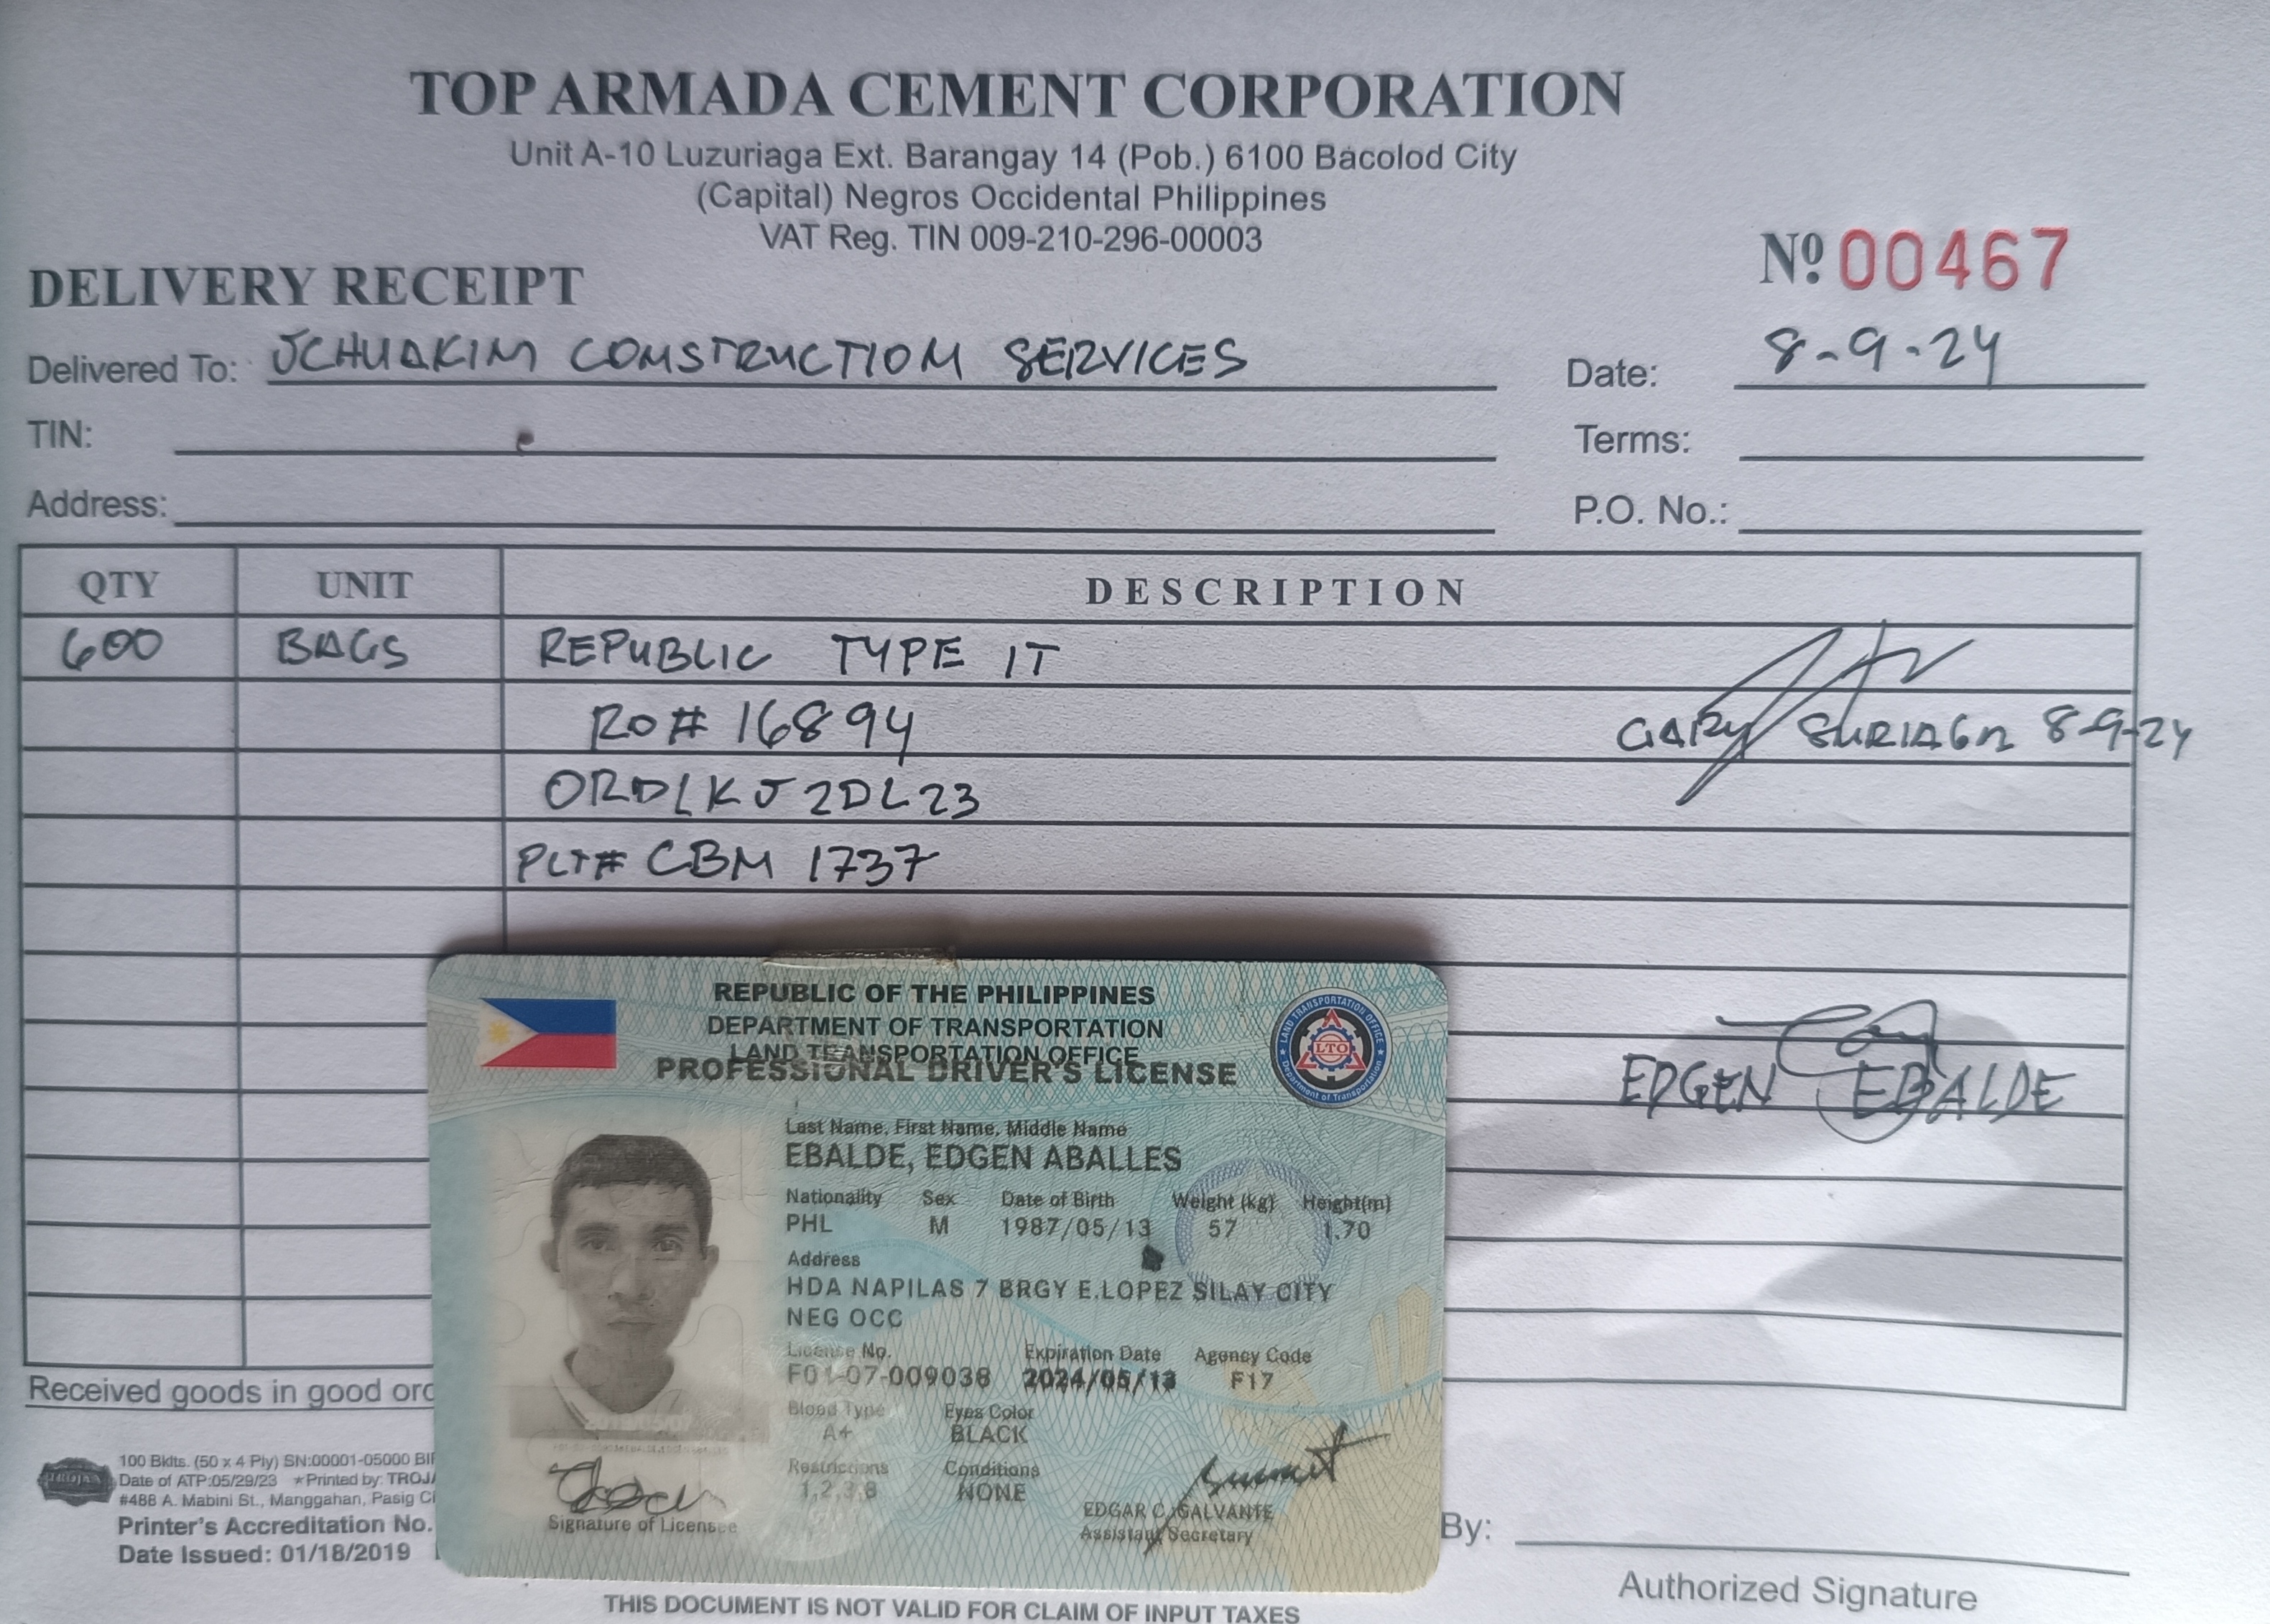 TOP ARMADA CEMENT CORPORATION
Unit A-10 Luzuriaga Ext. Barangay 14 (Pob.) 6100 Bacolod City
(Capital) Negros Occidental Philippines
VAT Reg. TIN 009-210-296-00003
Nº 00467
DELIVERY RECEIPT
Delivered To: JCHUAKIM CONSTRUCTION SERVICES
Date: 8-9-24
TIN:
Terms:
Address:
P.O. No.:
QTY UNIT DESCRIPTION
600 BAGS REPUBLIC TYPE 1T
RO# 16894
GARY 8-9-24
ORDLKJ2DL23
PLT# CBM 1737
REPUBLIC OF THE PHILIPPINES
DEPARTMENT OF TRANSPORTATION
LAND TRANSPORTATION OFFICE
PROFESSIONAL DRIVER'S LICENSE
LAND TRANSPORTATION OFFICE
LTO
Department of Transportation
EDGEN EBALDE
Last Name, First Name, Middle Name
EBALDE, EDGEN ABALLES
Nationality Sex Date of Birth Weight (kg) Height(m)
PHL M 1987/05/13 57 1.70
Address
HDA NAPILAS 7 BRGY E.LOPEZ SILAY CITY
NEG OCC
License No. Expiration Date Agency Code
F01-07-009038 2024/05/13 F17
Blood Type Eyes Color
A+ BLACK
Restrictions Conditions
1,2,3,8 NONE
EDGAR C. GALVANTE
Assistant Secretary
Signature of Licensee
Received goods in good
TROJAN
100 Bklts. (50 x 4 Ply) SN:00001-05000
Date of ATP:05/29/23 *Printed by:
#488 A. Mabini St., Manggahan, Pasig
Printer's Accreditation No.
Date Issued: 01/18/2019
By:
Authorized Signature
THIS DOCUMENT IS NOT VALID FOR CLAIM OF INPUT TAXES